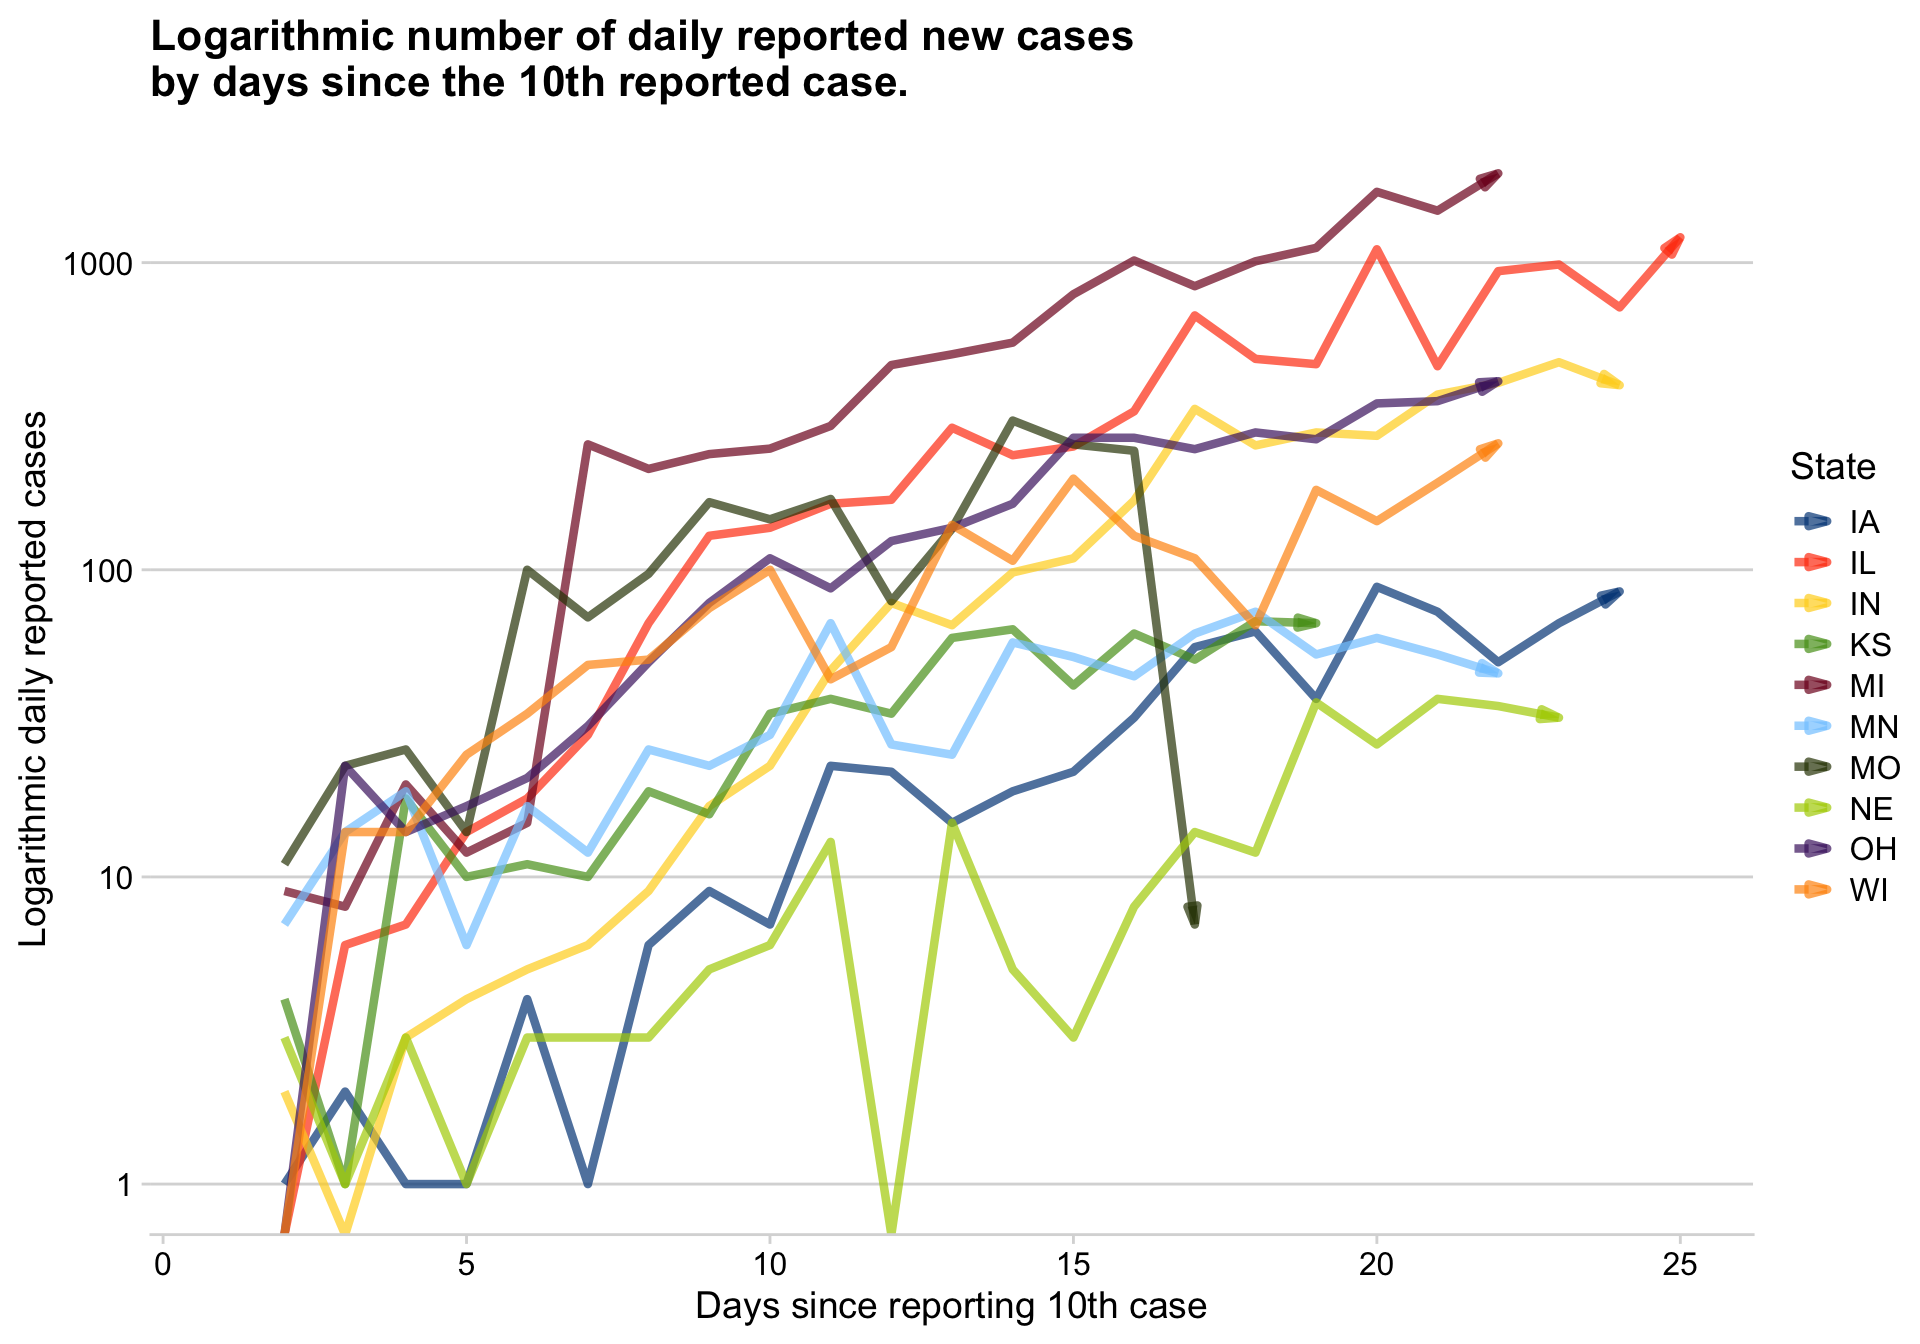 Logarithmic number of daily reported new cases
by days since the 10th reported case.
Logarithmic daily reported cases
1000
100
10
1
0
5
10
15
20
25
Days since reporting 10th case
State
IA
IL
IN
KS
MI
MN
MO
NE
OH
WI